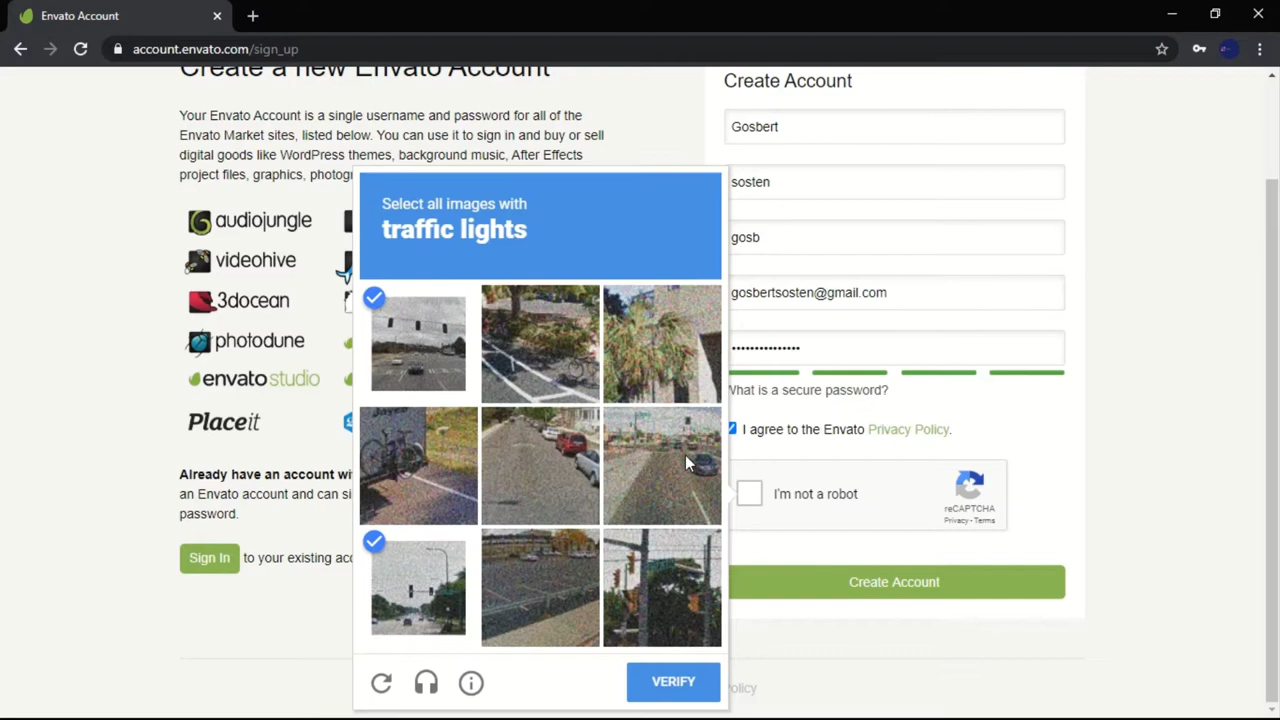 Envato Account
account.envato.com/sign_up
Create a new Envato Account
Your Envato Account is a single username and password for all of the
Envato Market sites, listed below. You can use it to sign in and buy or sell
digital goods like WordPress themes, background music, After Effects
project files, graphics,
audiojungle
videohive
3docean
photodune
envato studio
Placeit
Already have an account
an Envato account and can
password.
Sign In to your existing
Select all images with
traffic lights
VERIFY
Create Account
Gosbert
sosten
gosb
gosbertsosten@gmail.com
•••••••••••••••
What is a secure password?
I agree to the Envato Privacy Policy.
I'm not a robot
reCAPTCHA
Privacy - Terms
Create Account